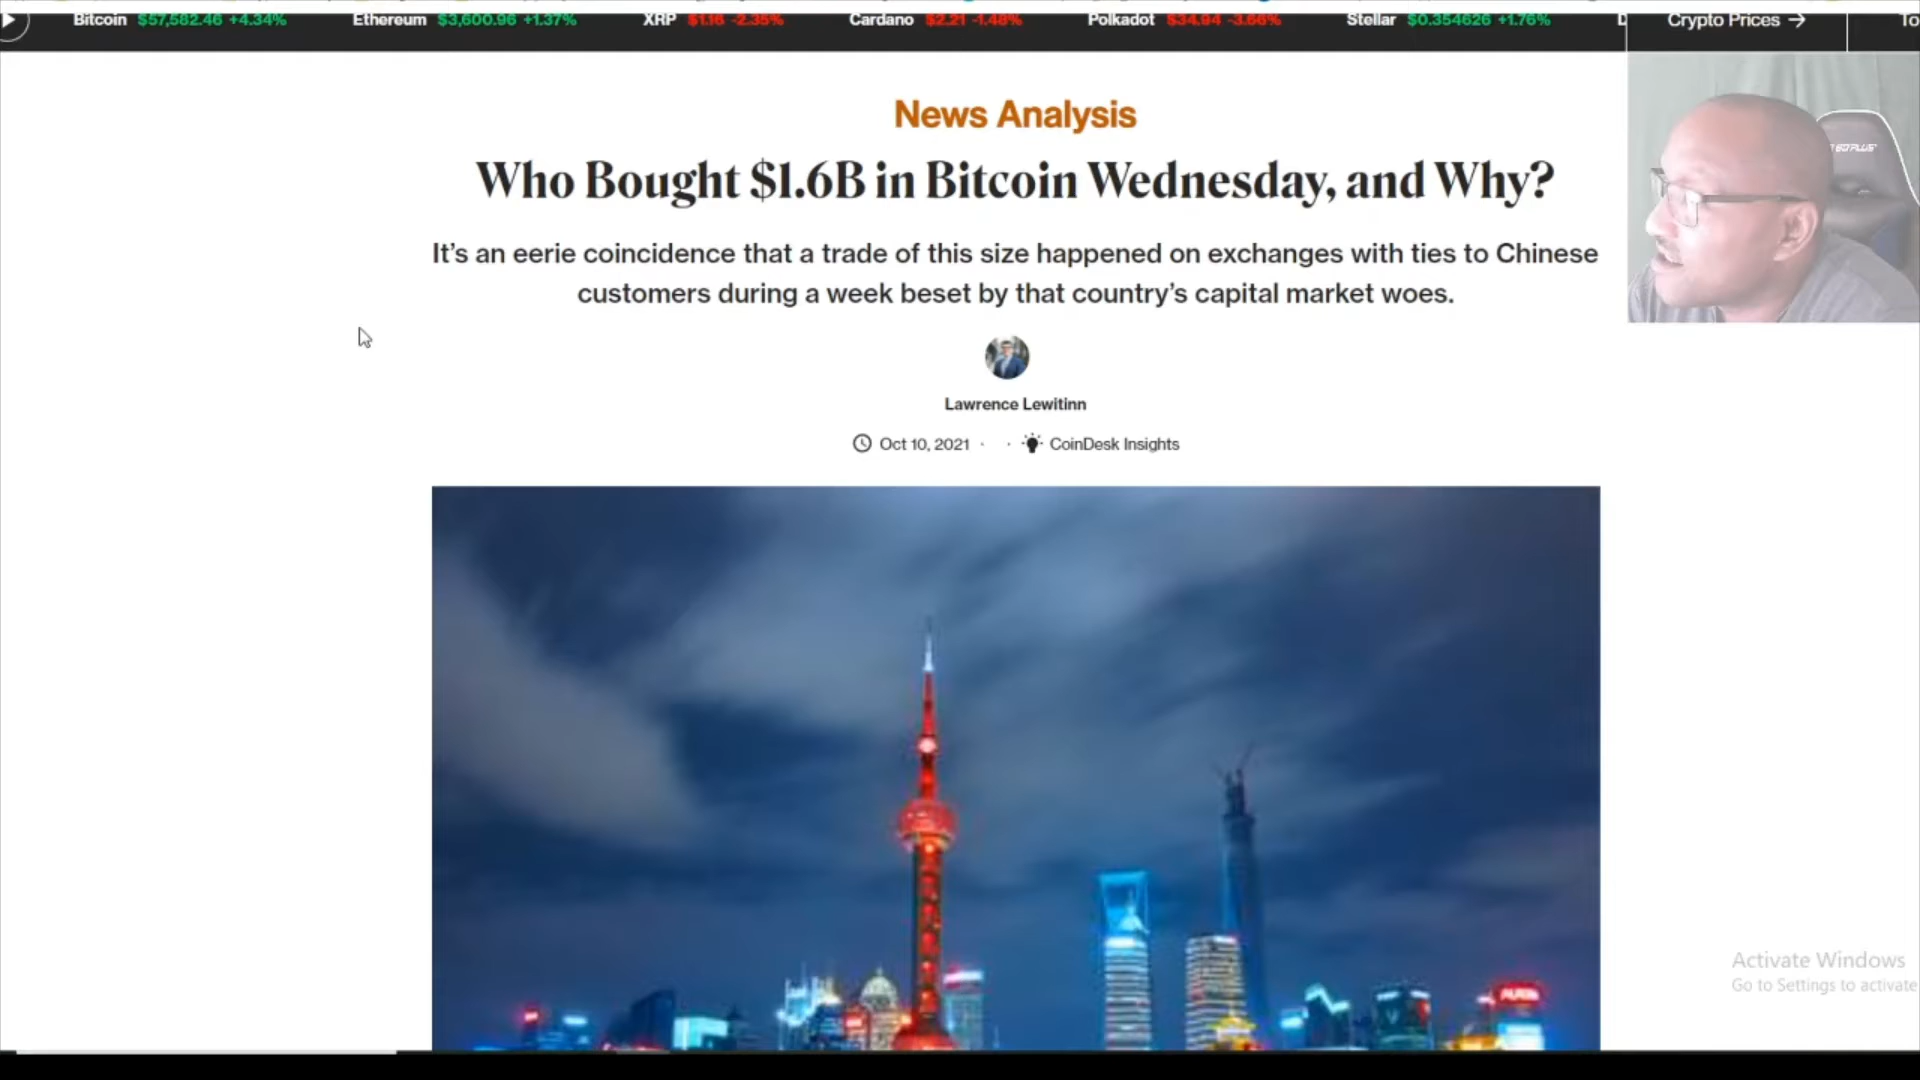 Bitcoin $57,582.46 +4.34% Ethereum $3,600.96 +1.37% XRP $1.16 -2.35% Cardano $2.21 -1.48% Polkadot $34.94 -3.66% Stellar $0.354626 +1.76% Crypto Prices →
News Analysis
Who Bought $1.6B in Bitcoin Wednesday, and Why?
It’s an eerie coincidence that a trade of this size happened on exchanges with ties to Chinese
customers during a week beset by that country’s capital market woes.
Lawrence Lewitinn
Oct 10, 2021 · · CoinDesk Insights
Activate Windows
Go to Settings to activate